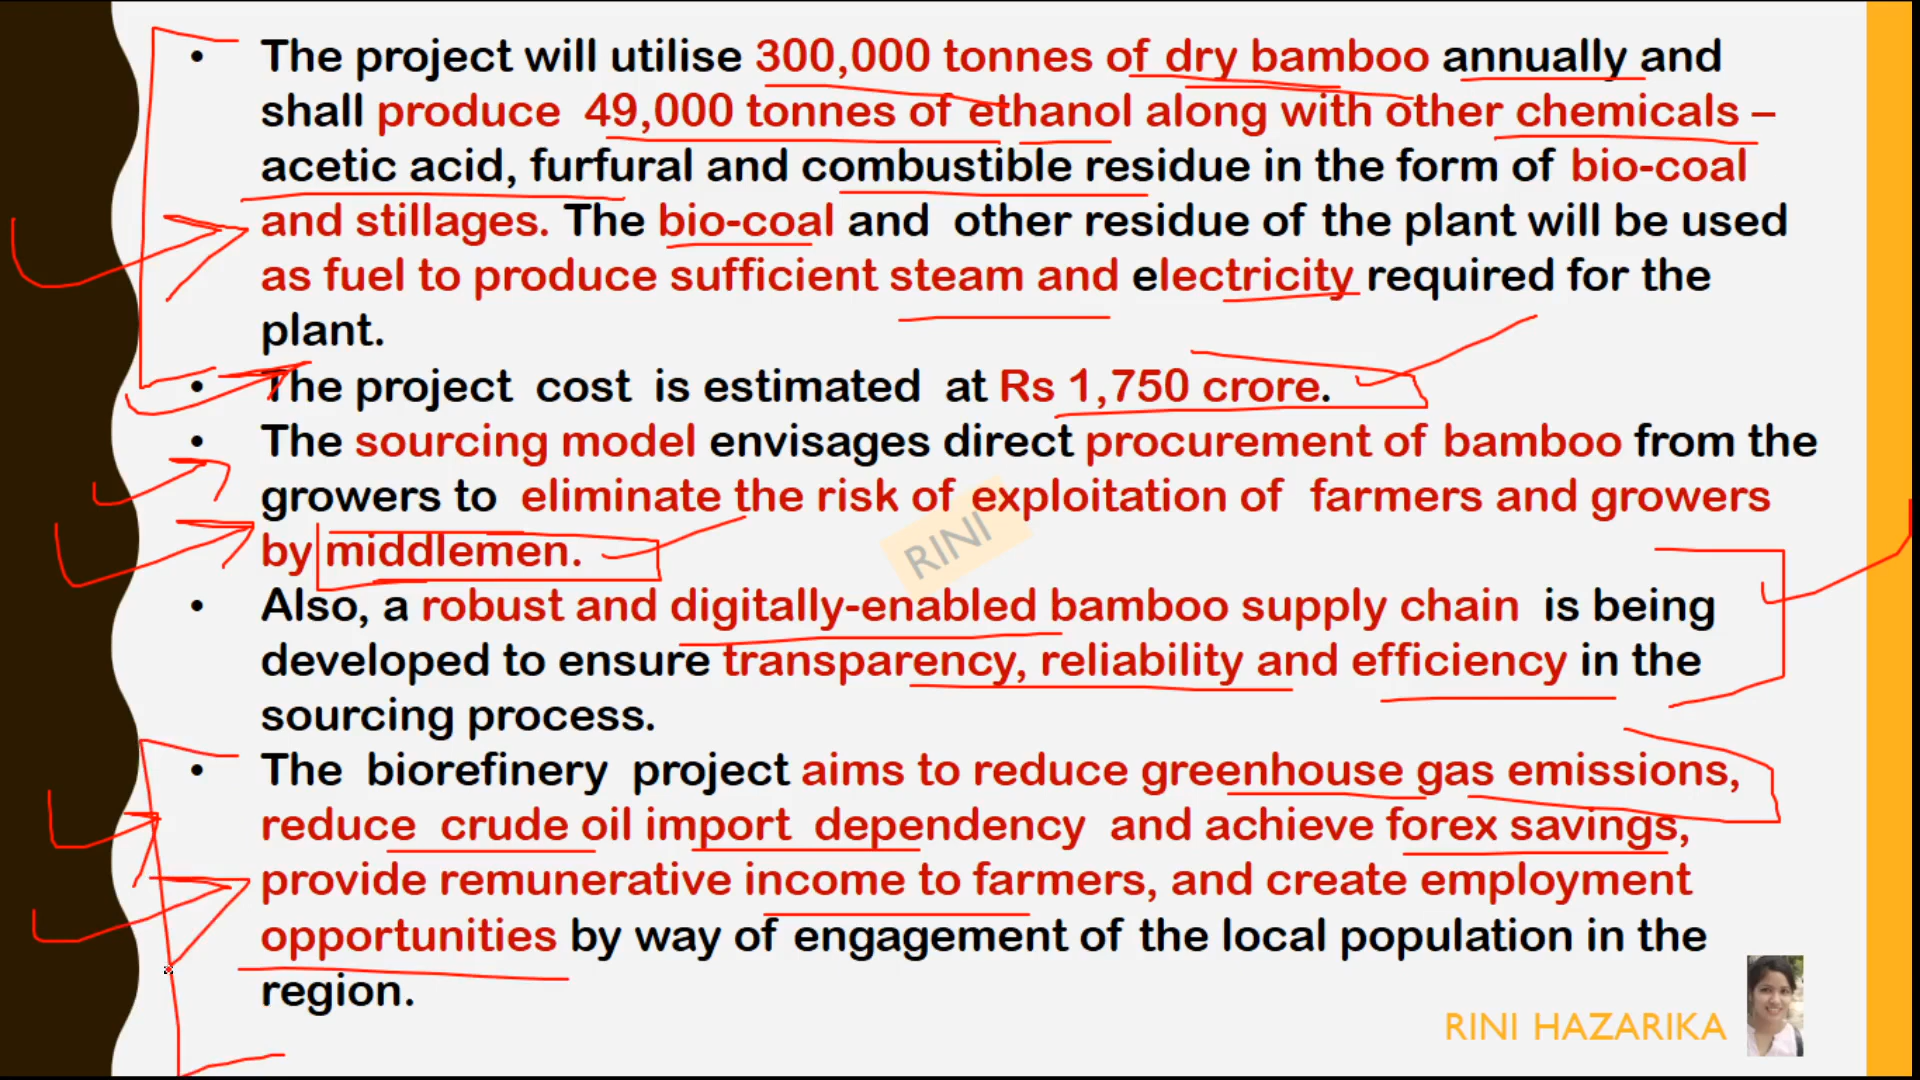 • The project will utilise 300,000 tonnes of dry bamboo annually and
shall produce 49,000 tonnes of ethanol along with other chemicals –
acetic acid, furfural and combustible residue in the form of bio-coal
and stillages. The bio-coal and other residue of the plant will be used
as fuel to produce sufficient steam and electricity required for the
plant.
• The project cost is estimated at Rs 1,750 crore.
• The sourcing model envisages direct procurement of bamboo from the
growers to eliminate the risk of exploitation of farmers and growers
by middlemen.
RINI
• Also, a robust and digitally-enabled bamboo supply chain is being
developed to ensure transparency, reliability and efficiency in the
sourcing process.
• The biorefinery project aims to reduce greenhouse gas emissions,
reduce crude oil import dependency and achieve forex savings,
provide remunerative income to farmers, and create employment
opportunities by way of engagement of the local population in the
region.
RINI HAZARIKA